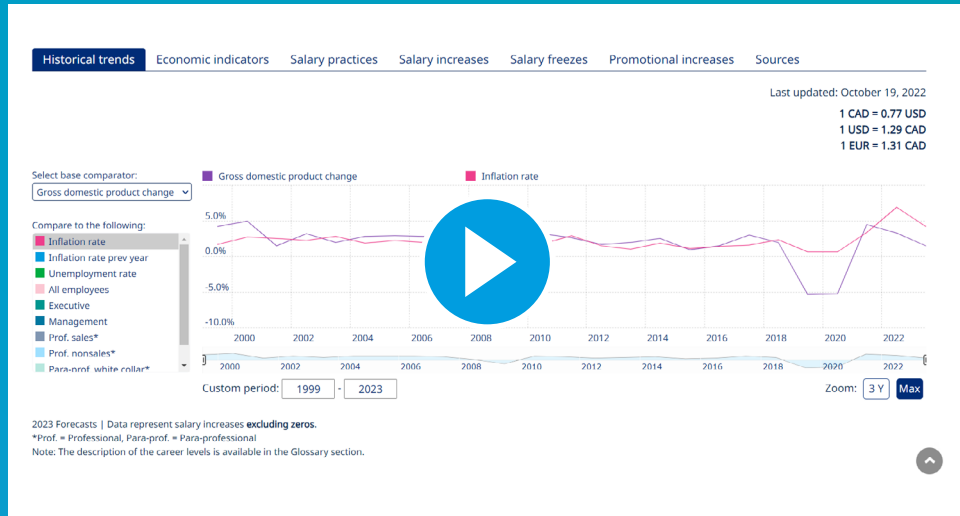 Historical trends Economic indicators Salary practices Salary increases Salary freezes Promotional increases Sources
Last updated: October 19, 2022
1 CAD = 0.77 USD
1 USD = 1.29 CAD
1 EUR = 1.31 CAD
Select base comparator:
Gross domestic product change
Gross domestic product change Inflation rate
Compare to the following:
Inflation rate
Inflation rate prev year
Unemployment rate
All employees
Executive
Management
Prof. sales*
Prof. nonsales*
Para-prof. white collar*
5.0%
0.0%
-5.0%
-10.0%
2000 2002 2004 2006 2008 2010 2012 2014 2016 2018 2020 2022
2000 2002 2004 2006 2008 2010 2012 2014 2016 2018 2020 2022
Custom period: 1999 - 2023 Zoom: 3 Y Max
2023 Forecasts | Data represent salary increases excluding zeros.
*Prof. = Professional, Para-prof. = Para-professional
Note: The description of the career levels is available in the Glossary section.